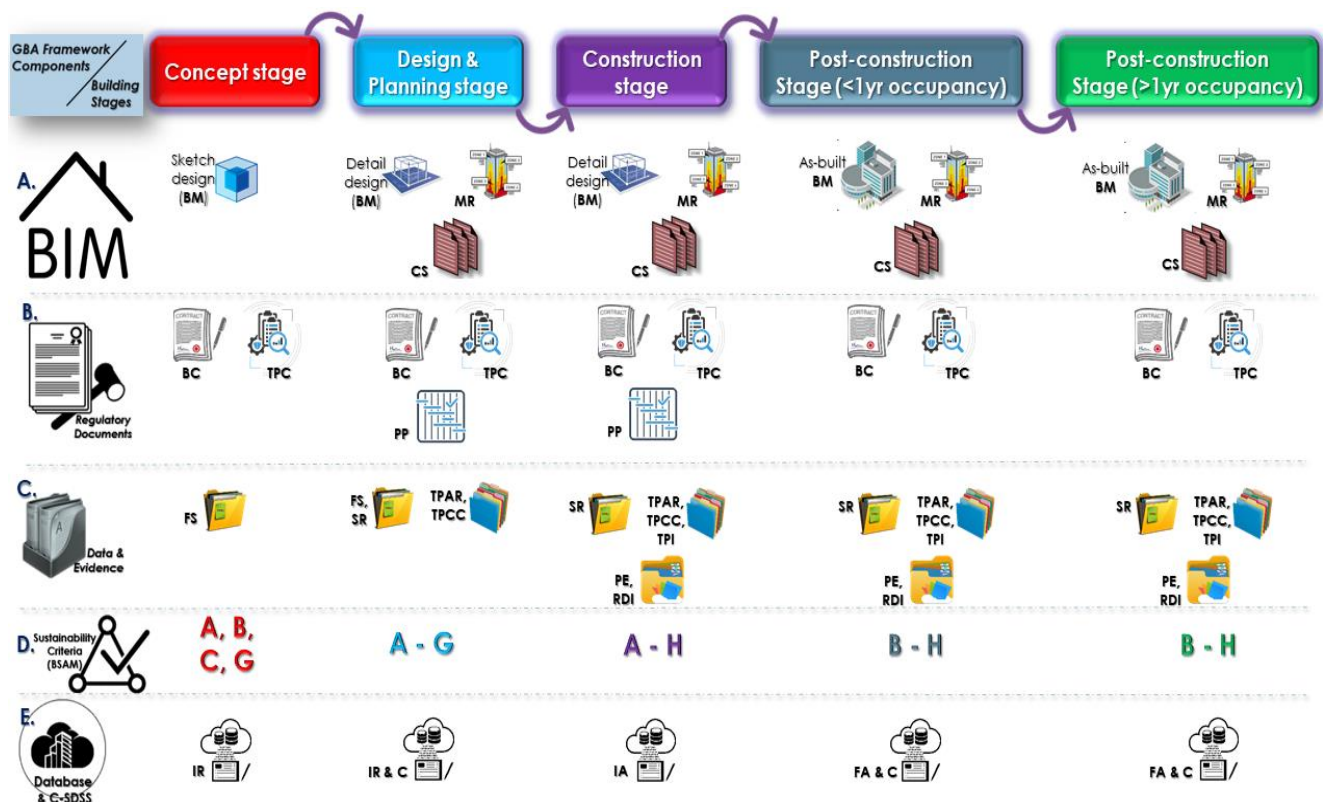 GBA Framework
Components
Building
Stages
Concept stage
Design &
Planning stage
Construction
stage
Post-construction
Stage (<1yr occupancy)
Post-construction
Stage (>1yr occupancy)
A.
BIM
Sketch
design
(BM)
Detail
design
(BM)
MR
CS
Detail
design
(BM)
MR
CS
As-built
BM
MR
CS
As-built
BM
MR
CS
B.
Regulatory
Documents
CONTRACT
BC
TPC
CONTRACT
BC
TPC
PP
CONTRACT
BC
TPC
PP
CONTRACT
BC
TPC
CONTRACT
BC
TPC
C.
A
Data &
Evidence
FS
FS,
SR
TPAR,
TPCC
SR
TPAR,
TPCC,
TPI
PE,
RDI
SR
TPAR,
TPCC,
TPI
PE,
RDI
SR
TPAR,
TPCC,
TPI
PE,
RDI
D.
Sustainability
Criteria
(BSAM)
A, B,
C, G
A - G
A - H
B - H
B - H
E.
Database
& C-SDSS
IR
IR & C
IA
FA & C
FA & C